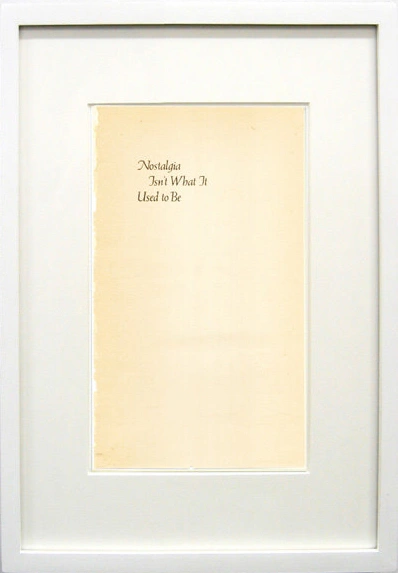 Nostalgia
Isn't What It
Used to Be